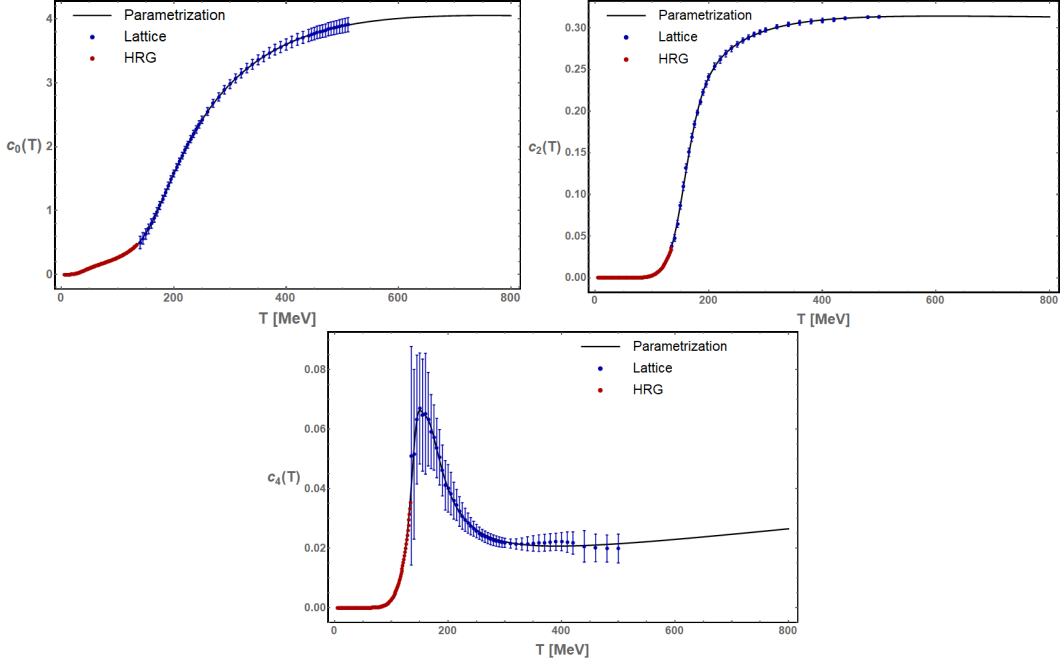 Parametrization
Lattice
HRG
4
3
2
1
0
c0(T)
0 200 400 600 800
T [MeV]
Parametrization
Lattice
HRG
0.30
0.25
0.20
0.15
0.10
0.05
0.00
c2(T)
0 200 400 600 800
T [MeV]
Parametrization
Lattice
HRG
0.08
0.06
0.04
0.02
0.00
c4(T)
0 200 400 600 800
T [MeV]